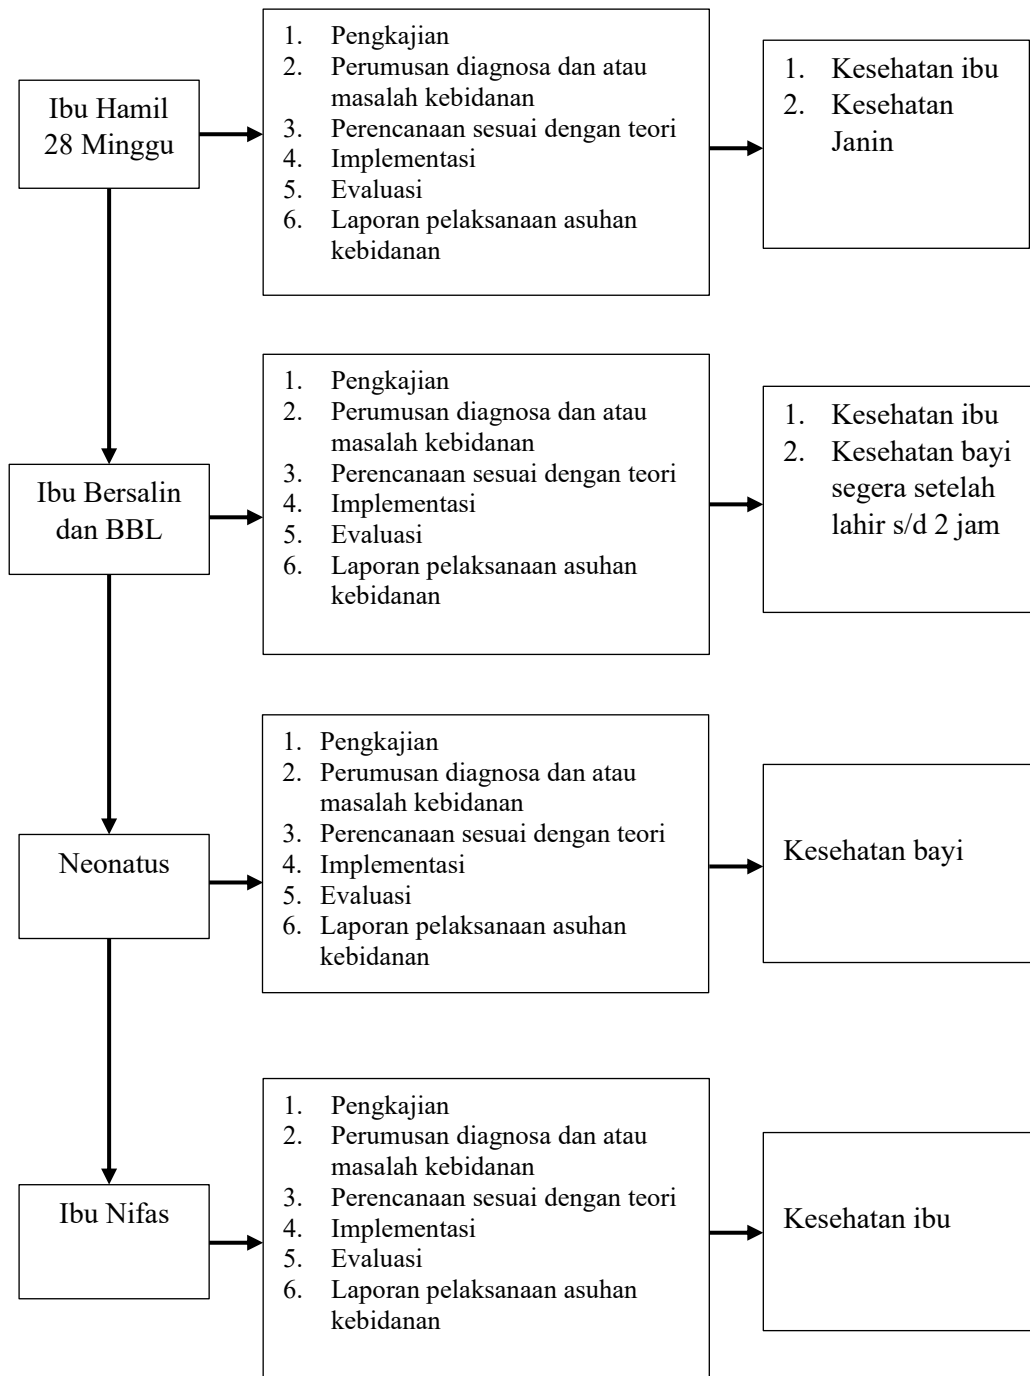 Ibu Hamil
28 Minggu
1. Pengkajian
2. Perumusan diagnosa dan atau
masalah kebidanan
3. Perencanaan sesuai dengan teori
4. Implementasi
5. Evaluasi
6. Laporan pelaksanaan asuhan
kebidanan
1. Kesehatan ibu
2. Kesehatan
Janin
Ibu Bersalin
dan BBL
1. Pengkajian
2. Perumusan diagnosa dan atau
masalah kebidanan
3. Perencanaan sesuai dengan teori
4. Implementasi
5. Evaluasi
6. Laporan pelaksanaan asuhan
kebidanan
1. Kesehatan ibu
2. Kesehatan bayi
segera setelah
lahir s/d 2 jam
Neonatus
1. Pengkajian
2. Perumusan diagnosa dan atau
masalah kebidanan
3. Perencanaan sesuai dengan teori
4. Implementasi
5. Evaluasi
6. Laporan pelaksanaan asuhan
kebidanan
Kesehatan bayi
Ibu Nifas
1. Pengkajian
2. Perumusan diagnosa dan atau
masalah kebidanan
3. Perencanaan sesuai dengan teori
4. Implementasi
5. Evaluasi
6. Laporan pelaksanaan asuhan
kebidanan
Kesehatan ibu